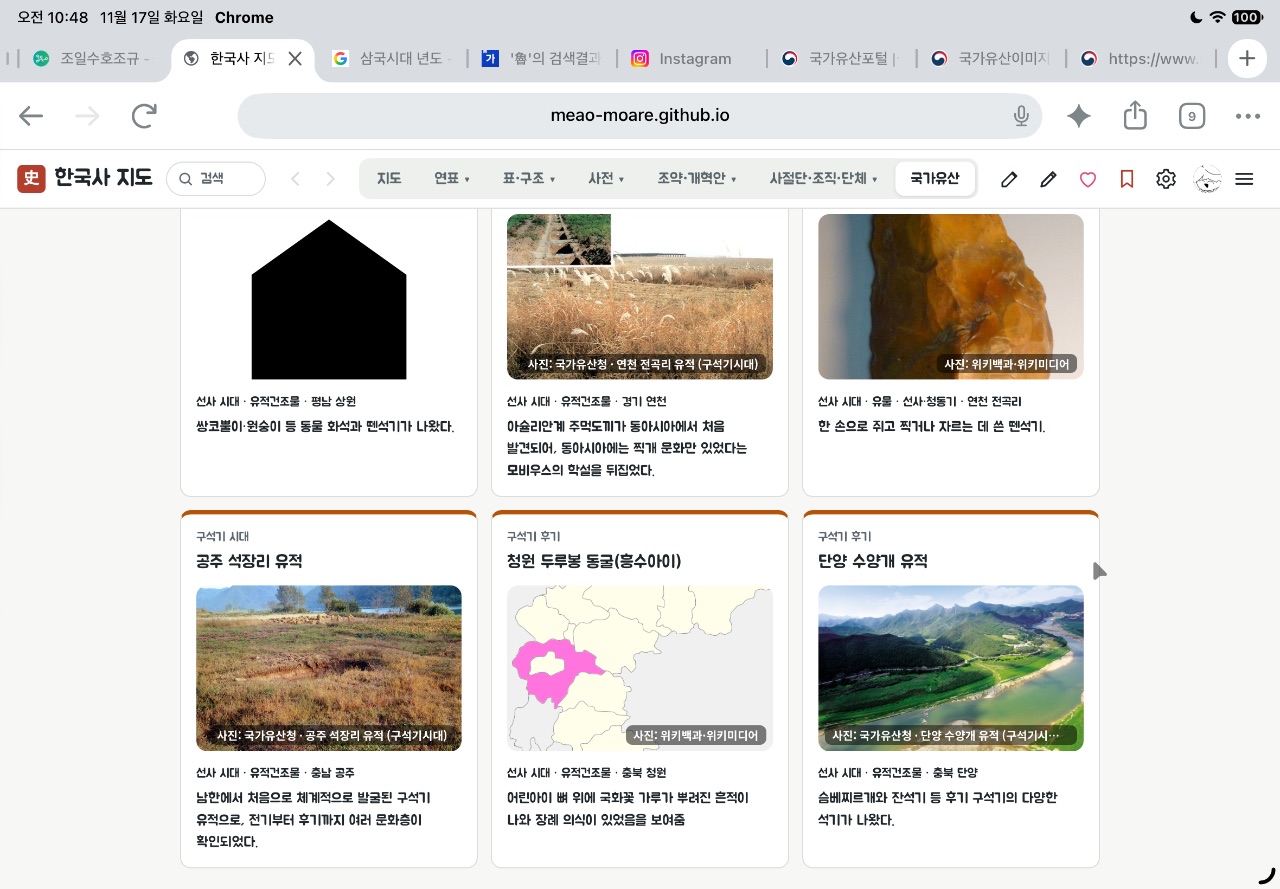 오전 10:48 11월 17일 화요일 Chrome 100
조일수호조규 -
한국사 지도
삼국시대 년도 -
가 '魯'의 검색결과
Instagram
국가유산포털 |
국가유산이미지
https://www.
meao-moare.github.io
9
史 한국사 지도
검색
지도 연표 표·구조 사전 조약·개혁안 사절단·조직·단체 국가유산
사진: 국가유산청 · 연천 전곡리 유적 (구석기시대)
사진: 위키백과·위키미디어
선사 시대 · 유적건조물 · 평남 상원
쌍코뿔이·원숭이 등 동물 화석과 뗀석기가 나왔다.
선사 시대 · 유적건조물 · 경기 연천
아슐리안계 주먹도끼가 동아시아에서 처음
발견되어, 동아시아에는 찍개 문화만 있었다는
모비우스의 학설을 뒤집었다.
선사 시대 · 유물 · 선사·청동기 · 연천 전곡리
한 손으로 쥐고 찍거나 자르는 데 쓴 뗀석기.
구석기 시대
공주 석장리 유적
사진: 국가유산청 · 공주 석장리 유적 (구석기시대)
선사 시대 · 유적건조물 · 충남 공주
남한에서 처음으로 체계적으로 발굴된 구석기
유적으로, 전기부터 후기까지 여러 문화층이
확인되었다.
구석기 후기
청원 두루봉 동굴(흥수아이)
사진: 위키백과·위키미디어
선사 시대 · 유적건조물 · 충북 청원
어린아이 뼈 위에 국화꽃 가루가 뿌려진 흔적이
나와 장례 의식이 있었음을 보여줌
구석기 후기
단양 수양개 유적
사진: 국가유산청 · 단양 수양개 유적 (구석기시…
선사 시대 · 유적건조물 · 충북 단양
슴베찌르개와 잔석기 등 후기 구석기의 다양한
석기가 나왔다.